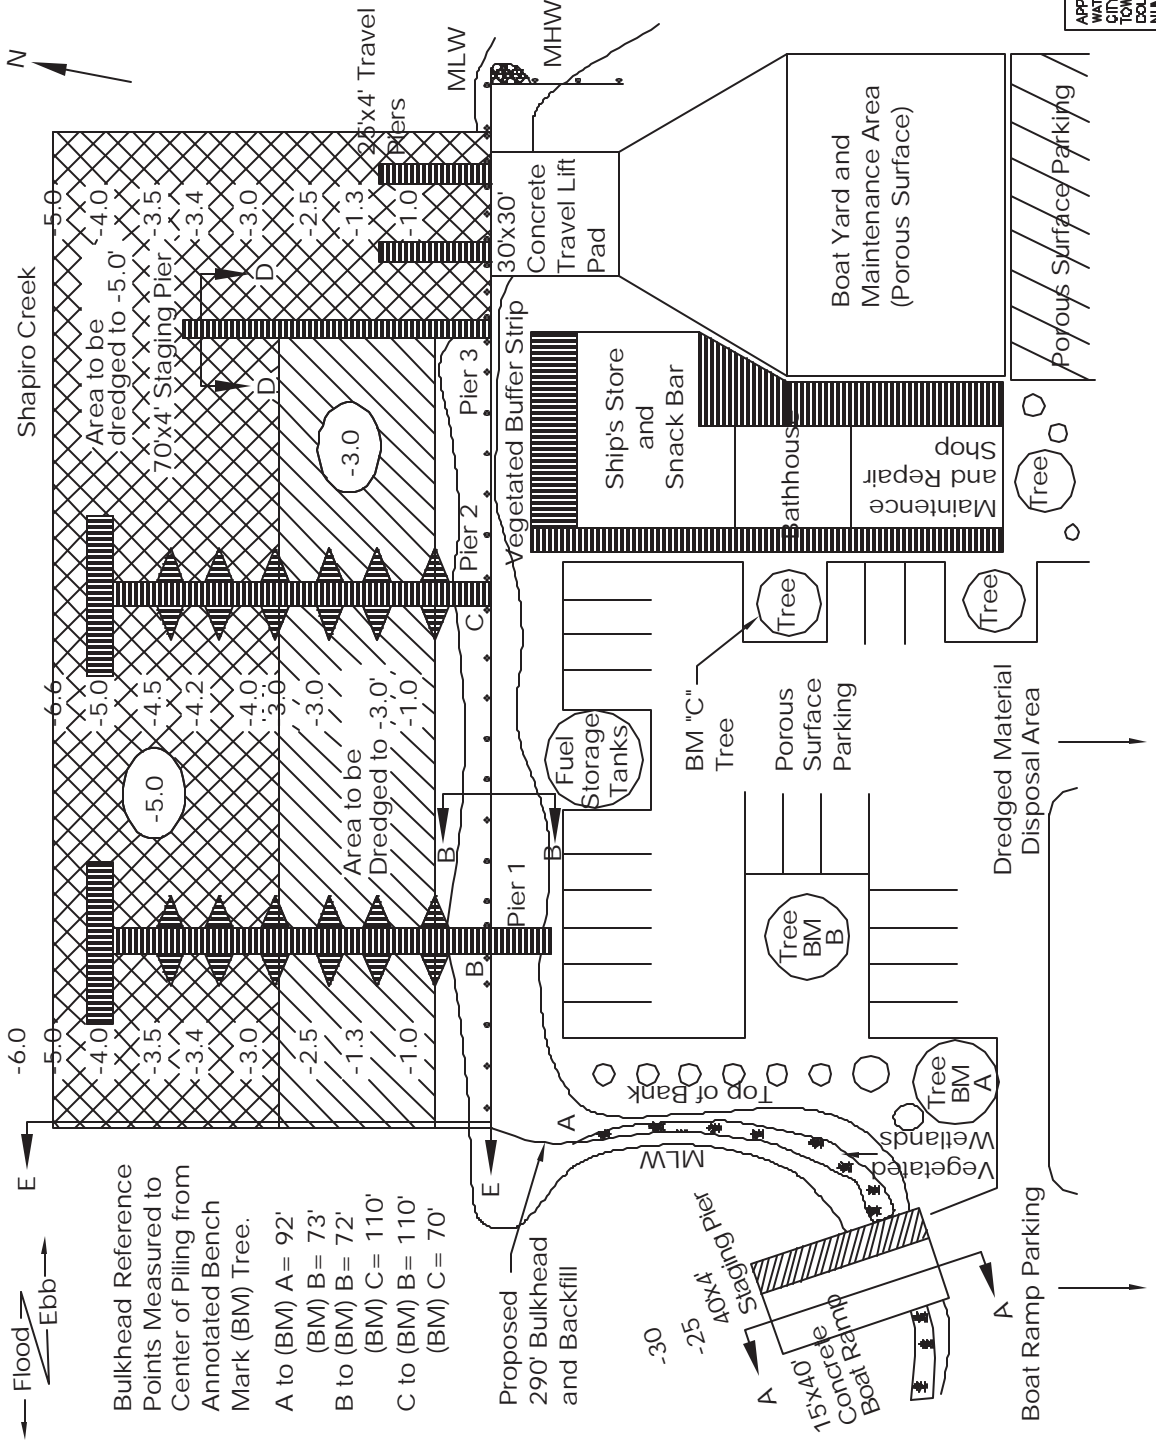 N
Shapiro Creek
Flood
Ebb
E
E
Bulkhead Reference
Points Measured to
Center of Piling from
Annotated Bench
Mark (BM) Tree.
A to (BM) A= 92'
(BM) B= 73'
B to (BM) B= 72'
(BM) C= 110'
C to (BM) B= 110'
(BM) C= 70'
Proposed
290' Bulkhead
and Backfill
-6.0
-5.0
-4.0
-3.5
-3.4
-3.0
-2.5
-1.3
-1.0
-5.0
Area to be
Dredged to -3.0'
-6.6
-5.0
-4.5
-4.2
-4.0
-3.0
-3.0
-1.0
-3.0
Area to be
dredged to -5.0'
70'x4' Staging Pier
D
D
-5.0
-4.0
-3.5
-3.4
-3.0
-2.5
-1.3
-1.0
25'x4' Travel
Piers
MLW
MHW
Pier 1
Pier 2
Pier 3
A
B
B
B
C
Vegetated Buffer Strip
30'x30'
Concrete
Travel Lift
Pad
Boat Yard and
Maintenance Area
(Porous Surface)
Porous Surface Parking
Ship's Store
and
Snack Bar
Bathhouse
Maintence
and Repair
Shop
Tree
Tree
Tree
BM "C"
Tree
Fuel
Storage
Tanks
Porous
Surface
Parking
Tree
BM
B
Tree
BM
A
Top of Bank
MLW
Vegetated
Wetlands
-30
-25
40'x4'
Staging Pier
15'x40'
Concrete
Boat Ramp
A
A
Boat Ramp Parking
Dredged Material
Disposal Area
APP
WAT
CITY
TOW
COU